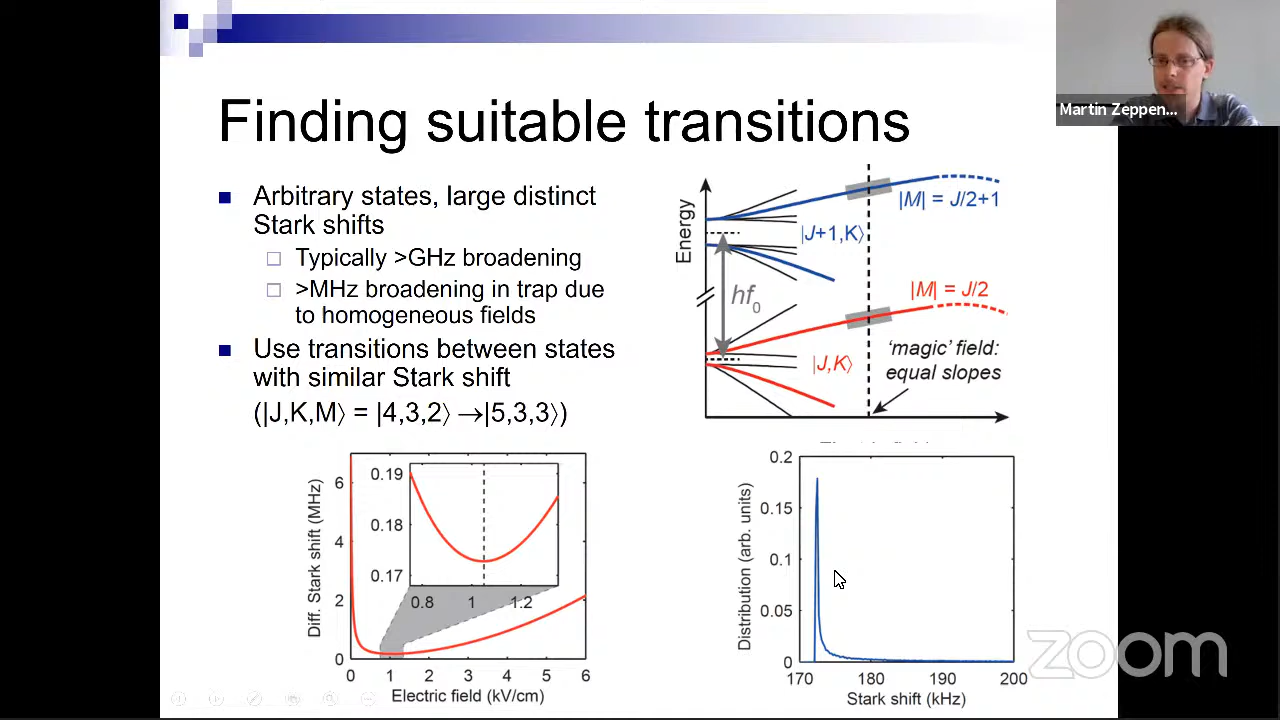 Martin Zeppen...
Finding suitable transitions
Arbitrary states, large distinct
Stark shifts
Typically >GHz broadening
>MHz broadening in trap due
to homogeneous fields
Use transitions between states
with similar Stark shift
(|J,K,M⟩ = |4,3,2⟩ →|5,3,3⟩)
Energy
|M| = J/2+1
|J+1,K⟩
hf₀
|M| = J/2
|J,K⟩
'magic' field:
equal slopes
Diff. Stark shift (MHz)
6
4
2
0
0.19
0.18
0.17
0.8 1 1.2
0 1 2 3 4 5 6
Electric field (kV/cm)
Distribution (arb. units)
0.2
0.15
0.1
0.05
0
170 180 190 200
Stark shift (kHz)
zoom